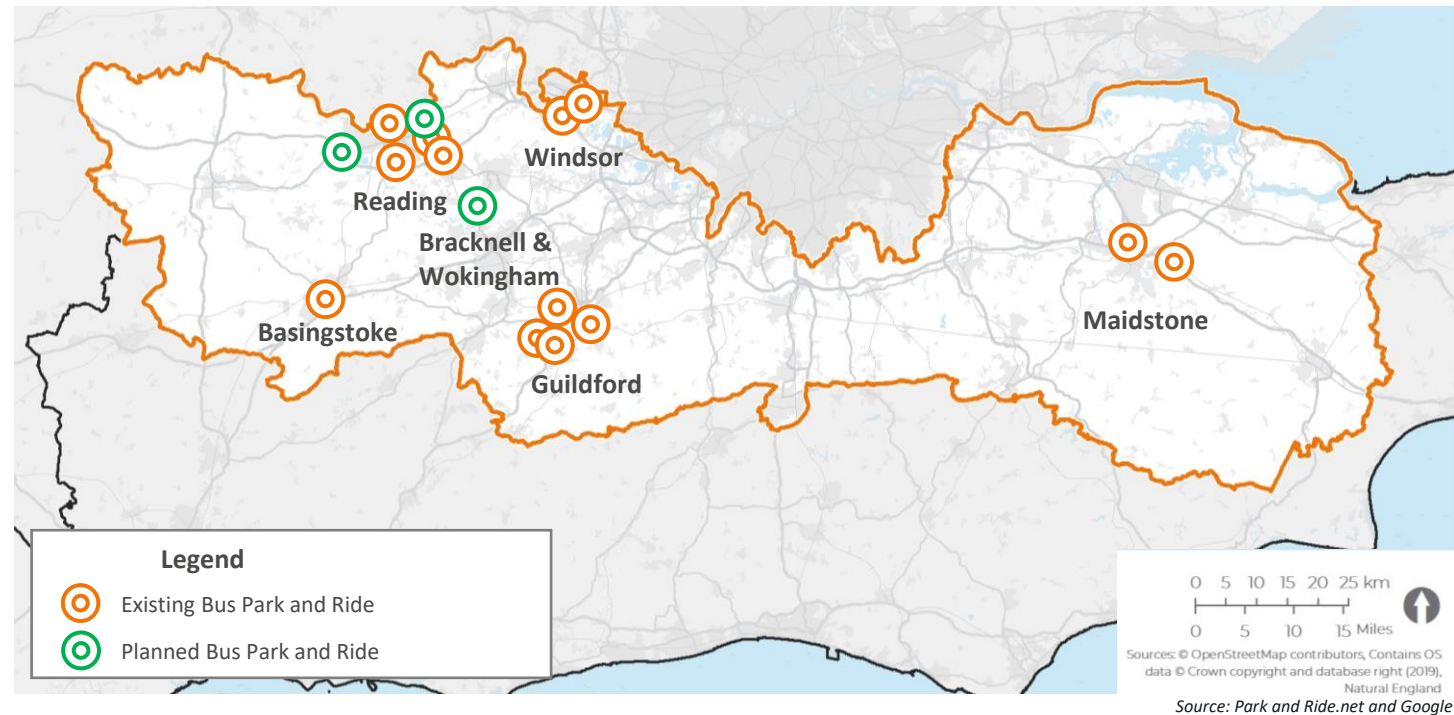 Windsor
Reading
Bracknell &
Wokingham
Basingstoke
Maidstone
Guildford
Legend
Existing Bus Park and Ride
Planned Bus Park and Ride
0 5 10 15 20 25 km
0 5 10 15 Miles
Sources: © OpenStreetMap contributors, Contains OS
data © Crown copyright and database right (2019),
Natural England
Source: Park and Ride.net and Google